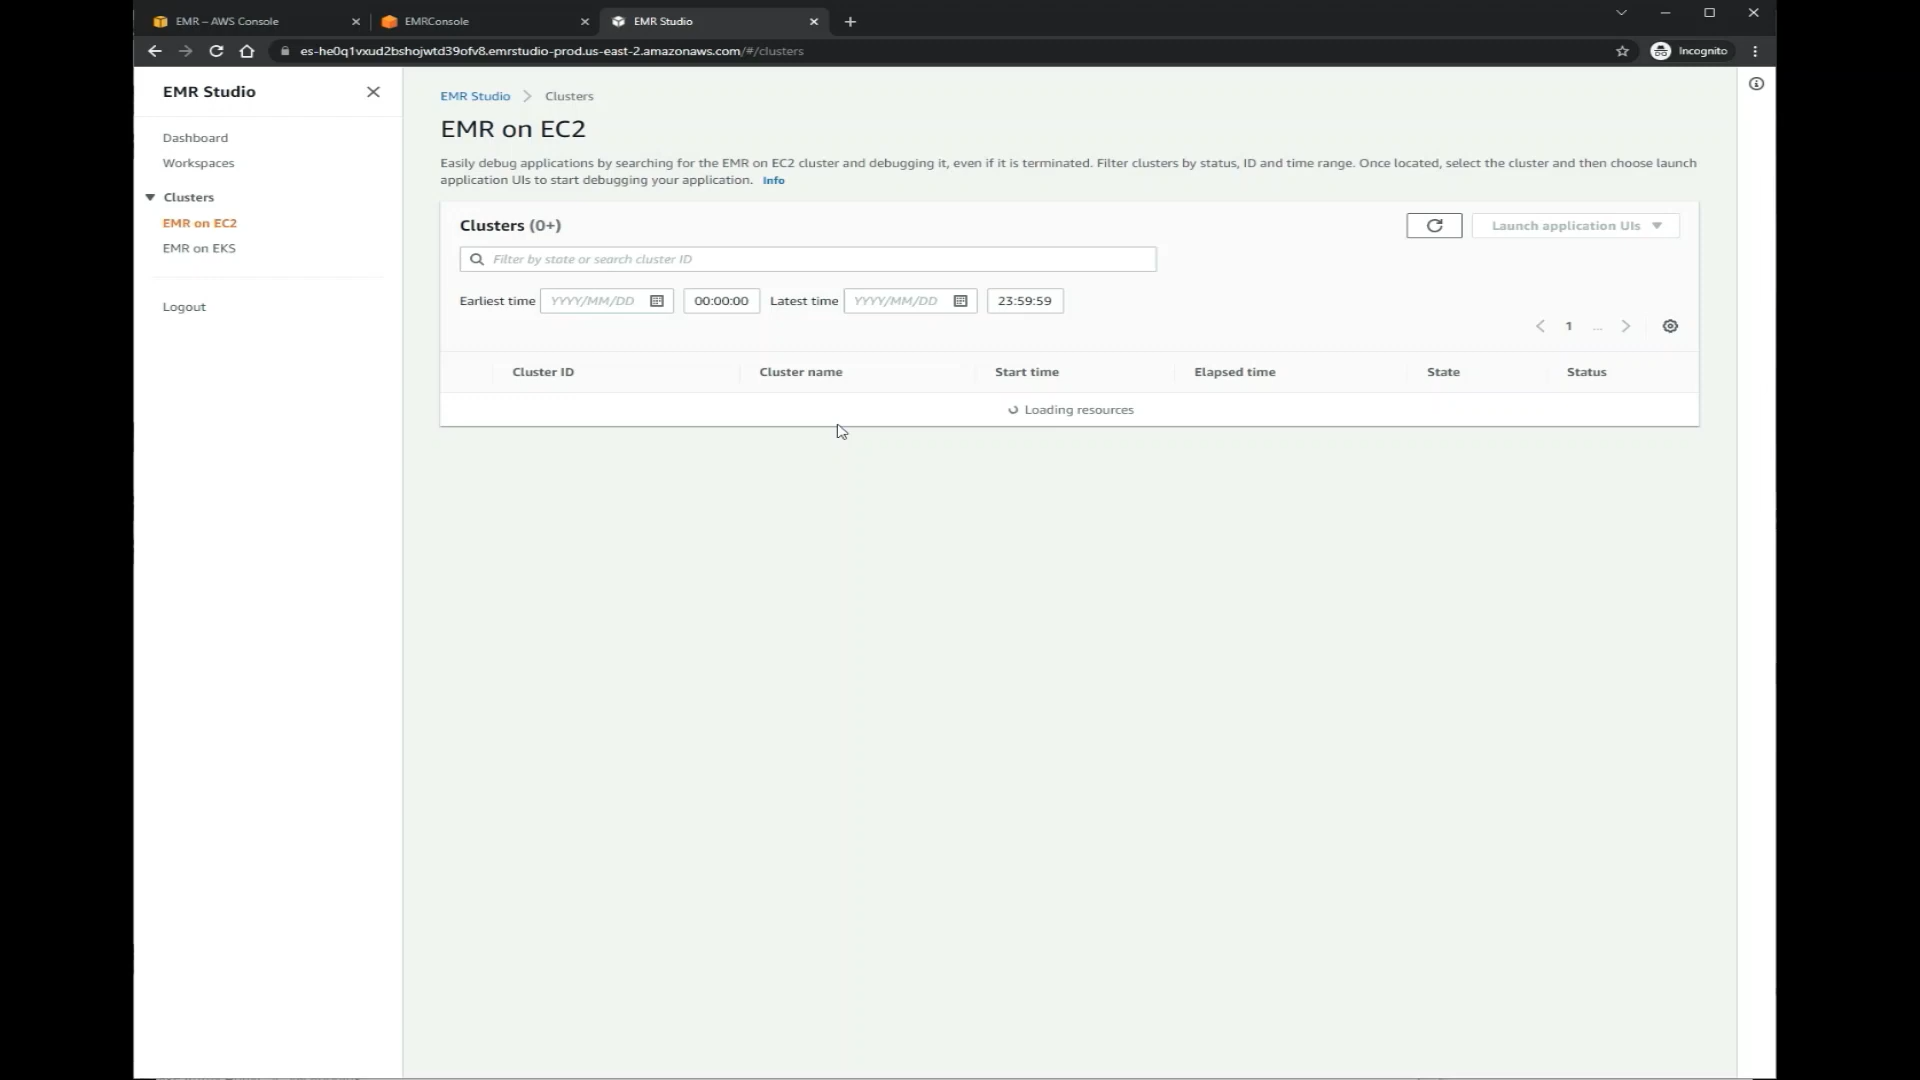 EMR – AWS Console
EMRConsole
EMR Studio
es-he0q1vxud2bshojwtd39ofv8.emrstudio-prod.us-east-2.amazonaws.com/#/clusters
Incognito
EMR Studio
Dashboard
Workspaces
Clusters
EMR on EC2
EMR on EKS
Logout
EMR Studio
Clusters
EMR on EC2
Easily debug applications by searching for the EMR on EC2 cluster and debugging it, even if it is terminated. Filter clusters by status, ID and time range. Once located, select the cluster and then choose launch
application UIs to start debugging your application. Info
Clusters (0+)
Launch application UIs
Filter by state or search cluster ID
Earliest time YYYY/MM/DD 00:00:00 Latest time YYYY/MM/DD 23:59:59
1 ...
Cluster ID Cluster name Start time Elapsed time State Status
Loading resources